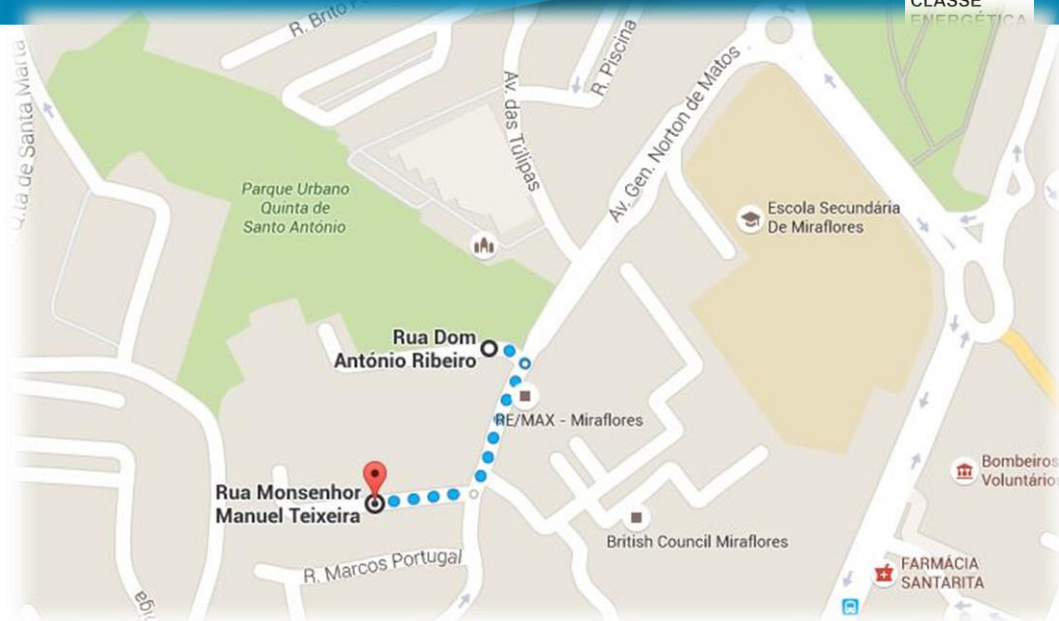 CLASSE
ENERGÉTICA
R. Brito
Av. das Túlipas
R. Piscina
Av. Gen. Norton de Matos
de Santa Marta
Parque Urbano
Quinta de
Santo António
Escola Secundária
De Miraflores
Rua Dom
António Ribeiro
RE/MAX - Miraflores
Rua Monsenhor
Manuel Teixeira
British Council Miraflores
Bombeiros
Voluntários
R. Marcos Portugal
FARMÁCIA
SANTARITA